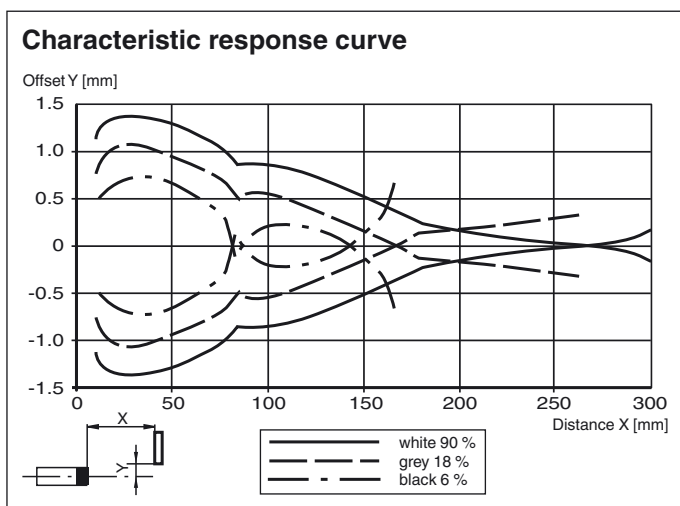 Characteristic response curve
Offset Y [mm]
1.5
1.0
0.5
0
-0.5
-1.0
-1.5
0 50 100 150 200 250 300
Distance X [mm]
X
Y
white 90 %
grey 18 %
black 6 %